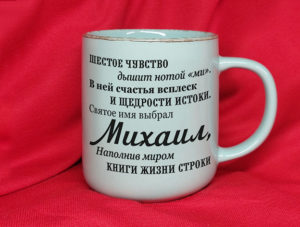 ШЕСТОЕ ЧУВСТВО
дышит нотой «ми».
В ней счастья всплеск
И ЩЕДРОСТИ ИСТОКИ.
Святое имя выбрал
Михаил,
Наполнив миром
КНИГИ ЖИЗНИ СТРОКИ